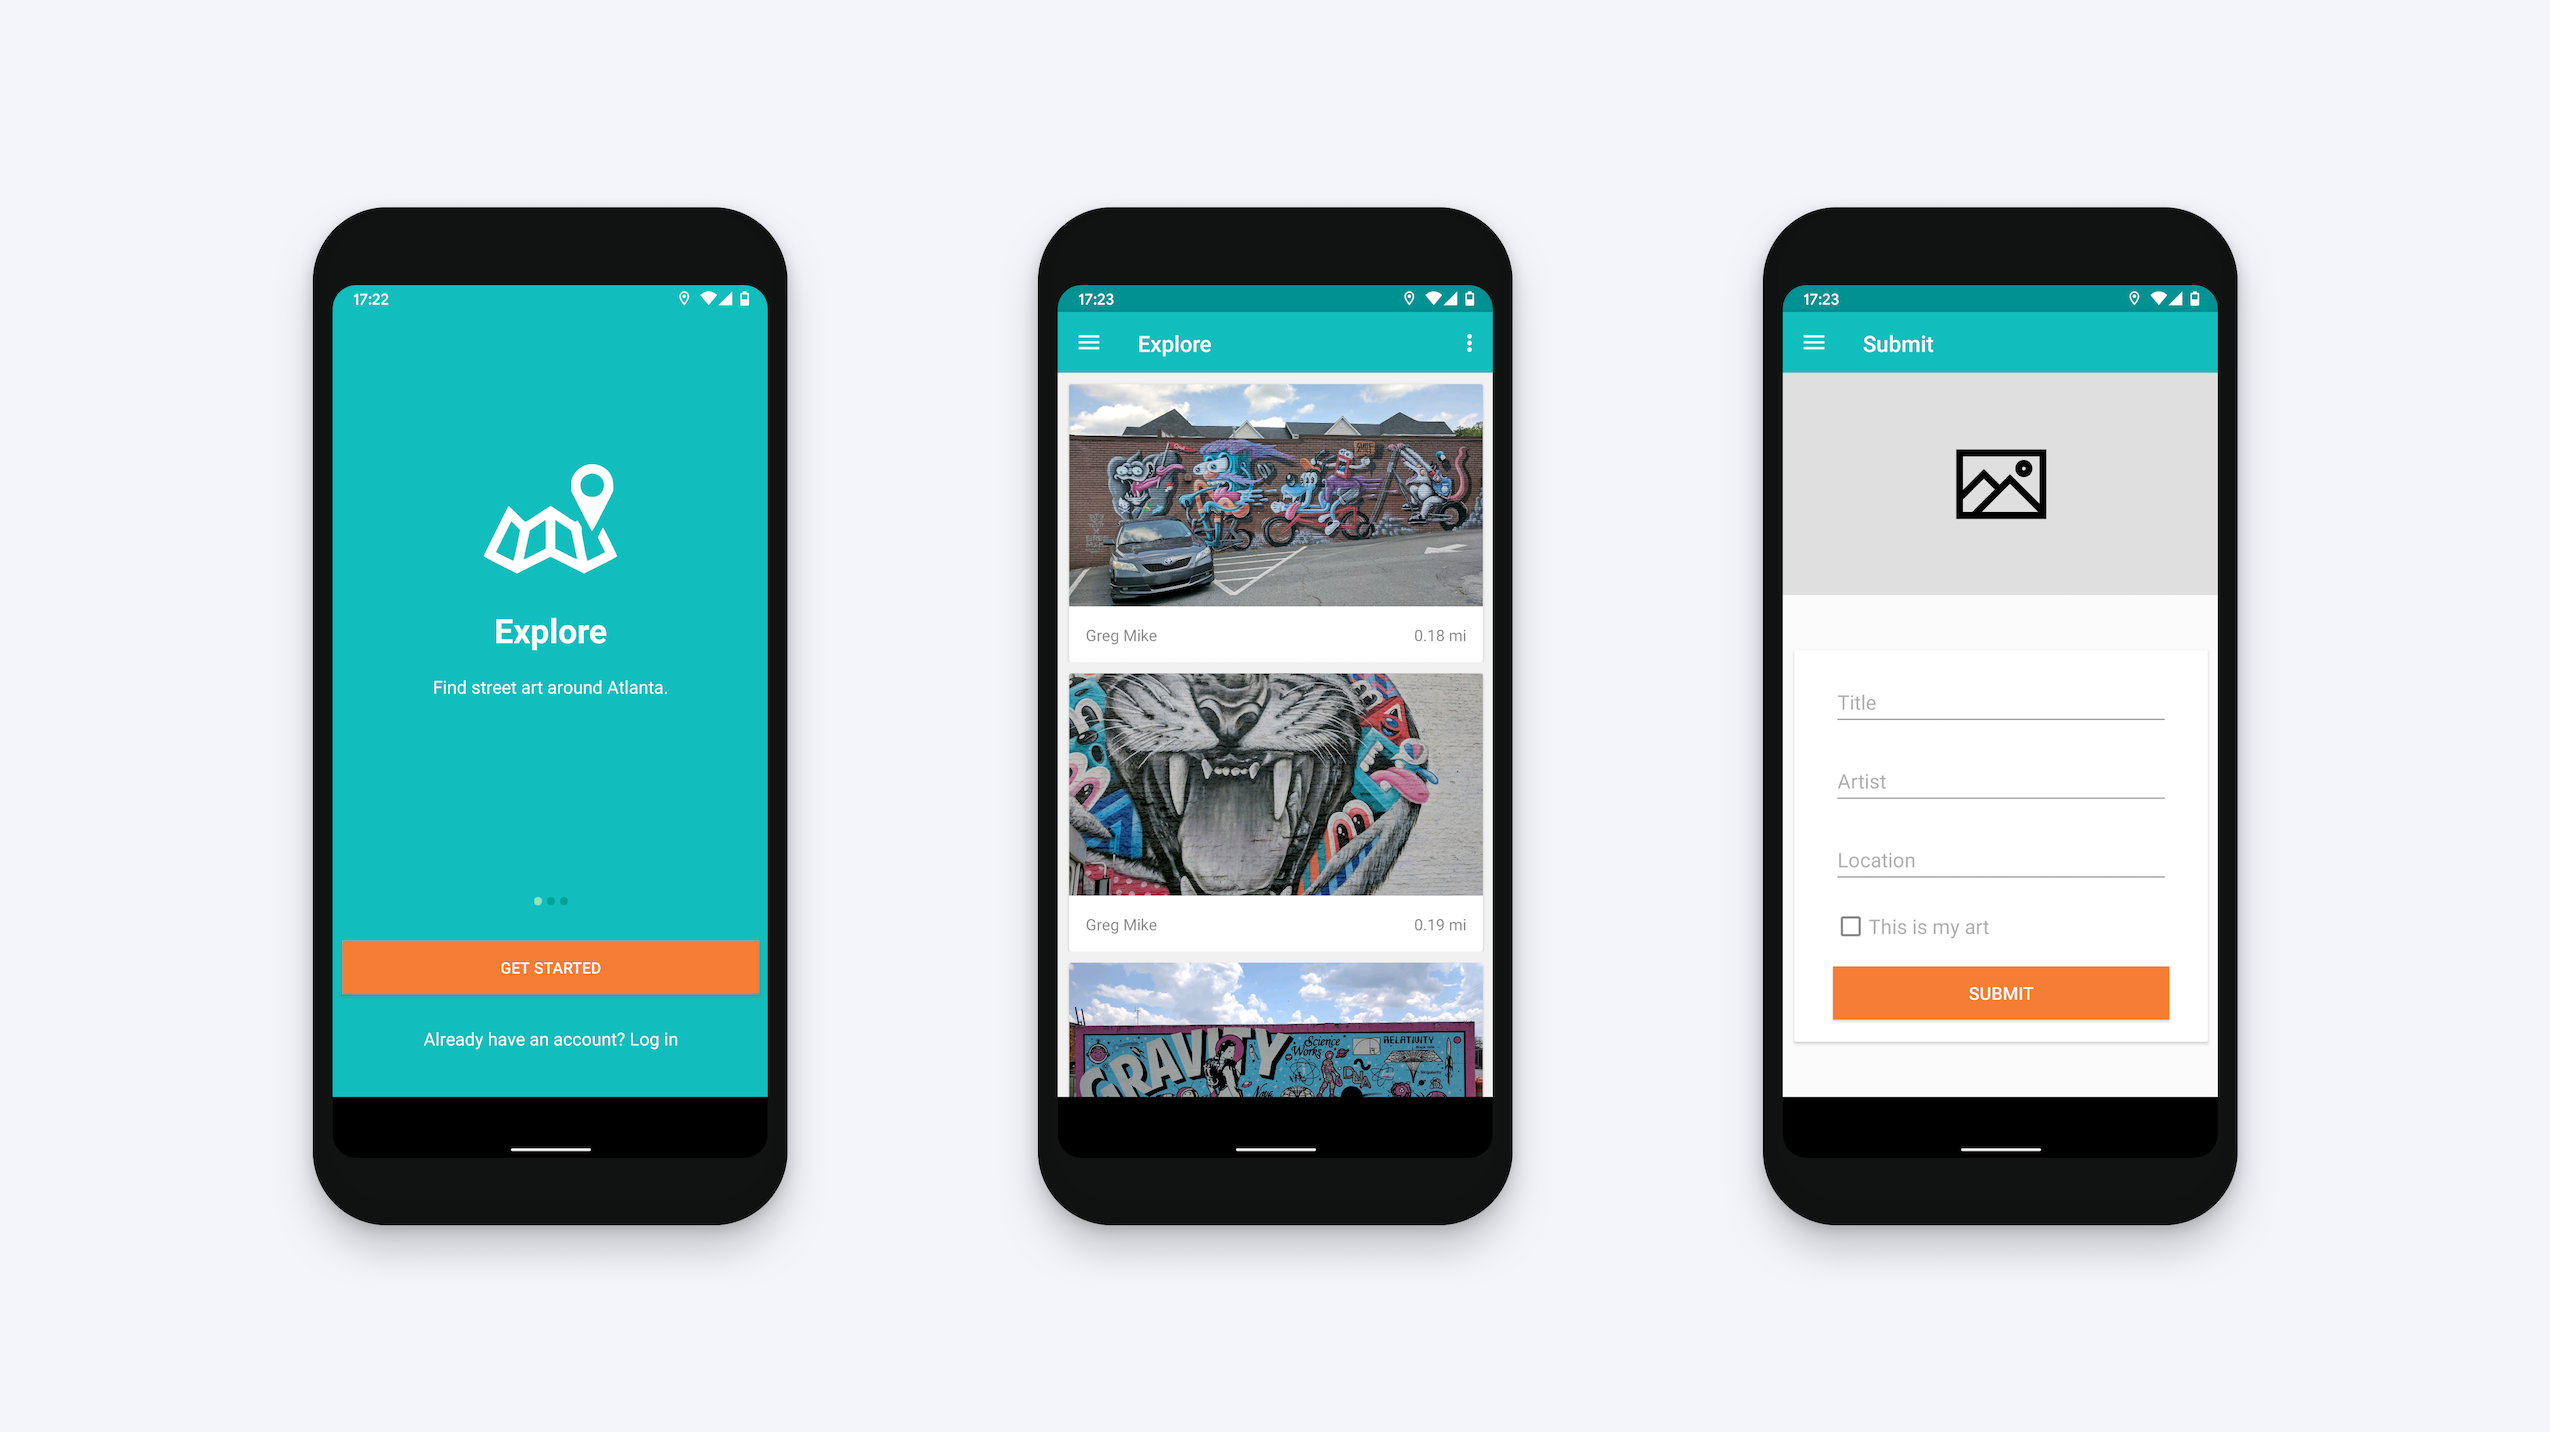 17:22
Explore
Find street art around Atlanta.
GET STARTED
Already have an account? Log in
17:23
Explore
Greg Mike
0.18 mi
Greg Mike
0.19 mi
GRAVITY
Science
Works
RELATIVITY
DNA
17:23
Submit
Title
Artist
Location
This is my art
SUBMIT